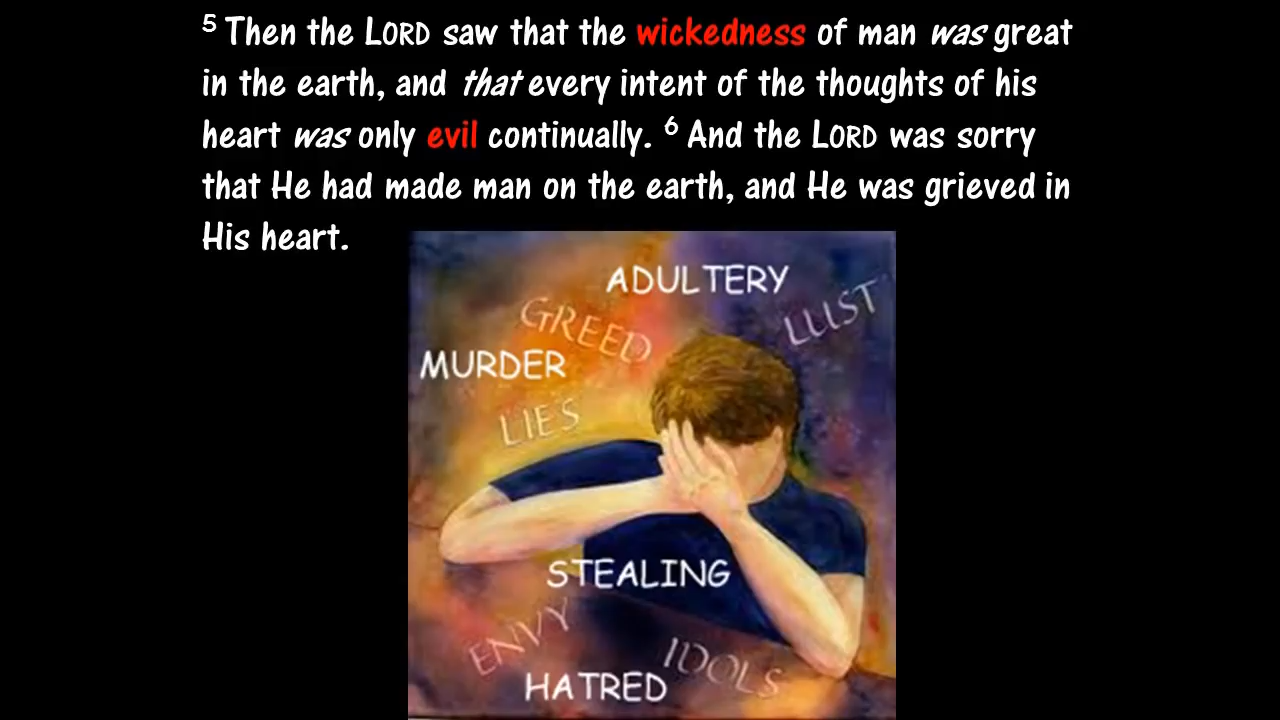 5 Then the LORD saw that the wickedness of man was great
in the earth, and that every intent of the thoughts of his
heart was only evil continually. 6 And the LORD was sorry
that He had made man on the earth, and He was grieved in
His heart.
ADULTERY
LUST
GREED
MURDER
LIES
STEALING
ENVY
IDOLS
HATRED